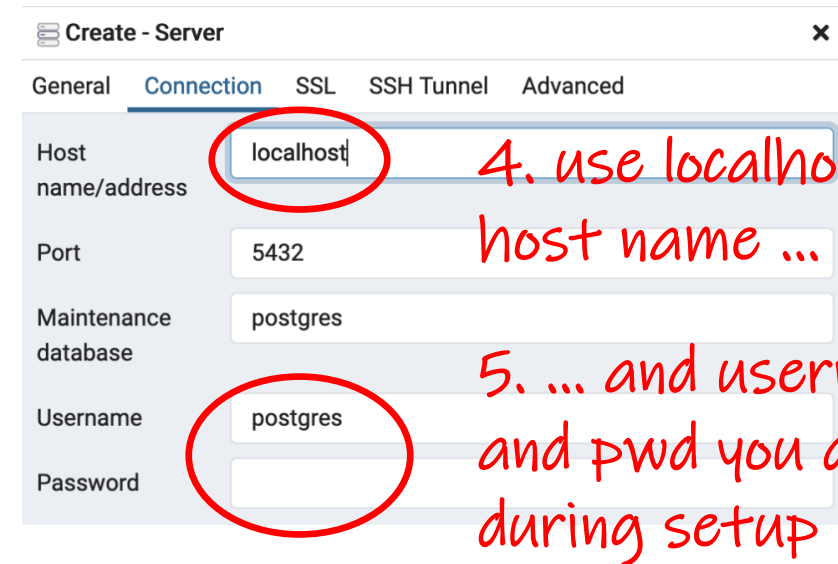 Create - Server
General Connection SSL SSH Tunnel Advanced
Host
name/address
localhost
4. use localho
host name ...
Port
5432
Maintenance
database
postgres
5. ... and user
Username
postgres
and pwd you
Password
during setup